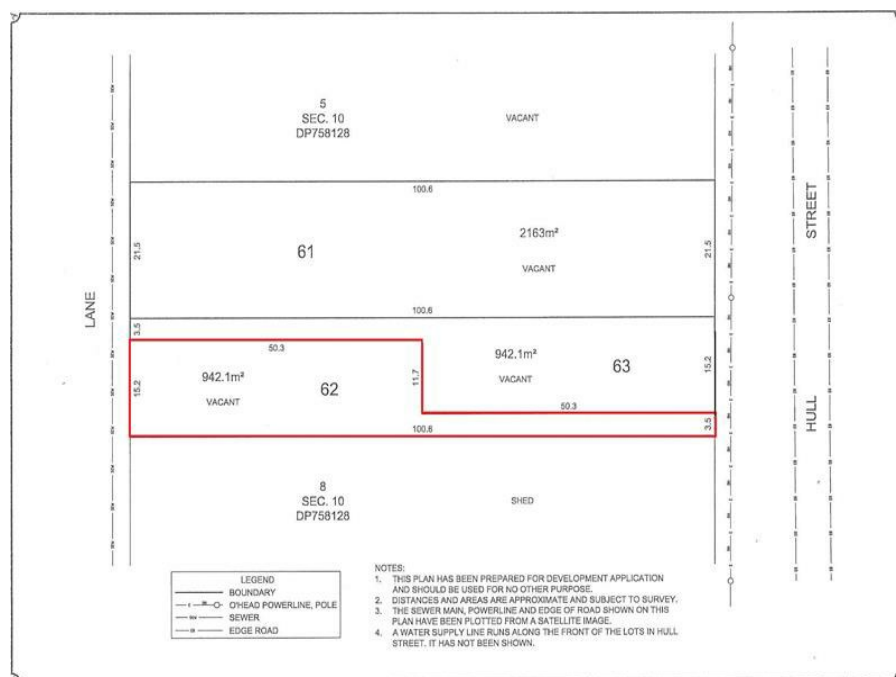 5
SEC. 10
DP758128
VACANT
100.6
STREET
21.5
61
2163m²
VACANT
21.5
LANE
100.6
3.5
50.3
942.1m²
VACANT
62
15.2
11.7
942.1m²
VACANT
63
15.2
50.3
3.5
100.6
HULL
8
SEC. 10
DP758128
SHED
LEGEND
BOUNDARY
O'HEAD POWERLINE, POLE
SEWER
EDGE ROAD
NOTES:
1. THIS PLAN HAS BEEN PREPARED FOR DEVELOPMENT APPLICATION
AND SHOULD BE USED FOR NO OTHER PURPOSE.
2. DISTANCES AND AREAS ARE APPROXIMATE AND SUBJECT TO SURVEY.
3. THE SEWER MAIN, POWERLINE AND EDGE OF ROAD SHOWN ON THIS
PLAN HAVE BEEN PLOTTED FROM A SATELLITE IMAGE.
4. A WATER SUPPLY LINE RUNS ALONG THE FRONT OF THE LOTS IN HULL
STREET. IT HAS NOT BEEN SHOWN.